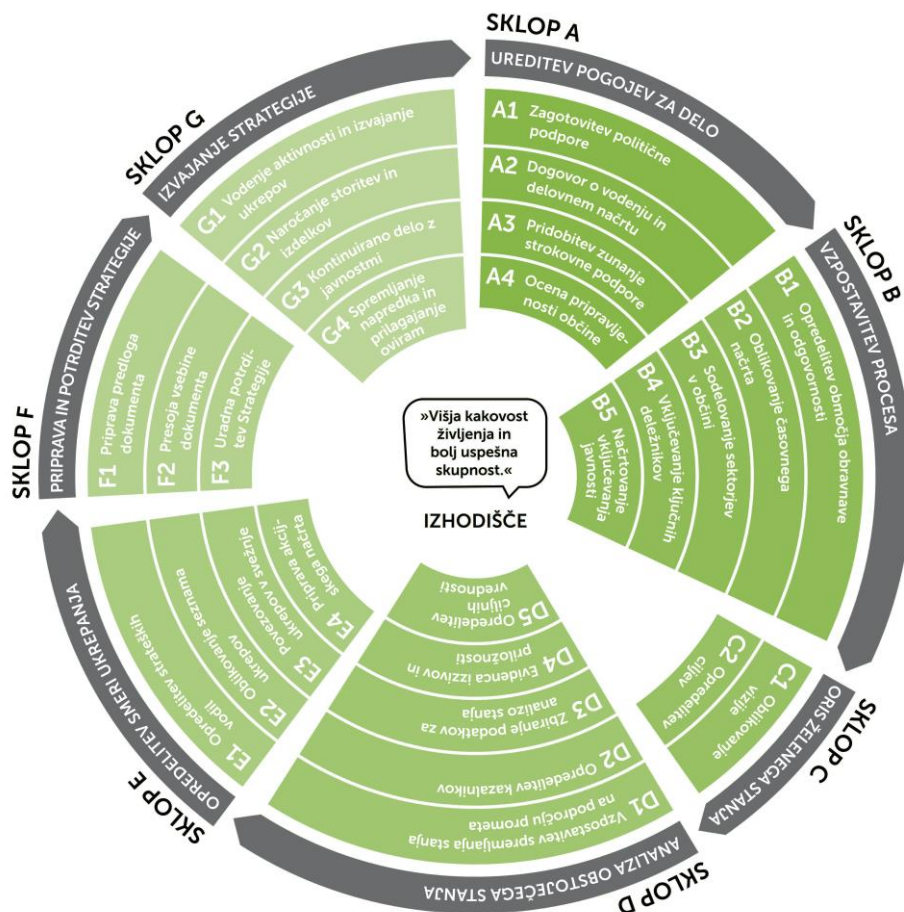 SKLOP A
UREDITEV POGOJEV ZA DELO
A1 Zagotovitev politične
podpore
A2 Dogovor o vodenju in
delovnem načrtu
A3 Pridobitev zunanje
strokovne podpore
A4 Ocena pripravlje-
nosti občine
SKLOP B
VZPOSTAVITEV PROCESA
B1 Opredelitev območja obravnave
in odgovornosti
B2 Oblikovanje časovnega
načrta
B3 Sodelovanje sektorjev
v občini
B4 Vključevanje ključnih
deležnikov
B5 Načrtovanje
vključevanja
javnosti
SKLOP C
ORIS ŽELENEGA STANJA
C1 Oblikovanje
vizije
C2 Opredelitev
ciljev
SKLOP D
ANALIZA OBSTOJEČEGA STANJA
D1 Vzpostavitev spremljanja stanja
na področju prometa
D2 Opredelitev kazalnikov
D3 Zbiranje podatkov za
analizo stanja
D4 Evidenca izzivov in
priložnosti
D5 Opredelitev
ciljnih
vrednosti
SKLOP E
OPREDELITEV SMERI UKREPANJA
E1 Opredelitev strateških
vodil
E2 Oblikovanje seznama
ukrepov
E3 Povezovanje
ukrepov v svežnje
E4 Priprava akcij-
skega načrta
SKLOP F
PRIPRAVA IN POTRDITEV STRATEGIJE
F1 Priprava predloga
dokumenta
F2 Presoja vsebine
dokumenta
F3 Uradna potrdi-
tev Strategije
SKLOP G
IZVAJANJE STRATEGIJE
G1 Vodenje aktivnosti in izvajanje
ukrepov
G2 Naročanje storitev in
izdelkov
G3 Kontinuirano delo z
javnostmi
G4 Spremljanje
napredka in
prilagajanje
oviram
»Višja kakovost
življenja in
bolj uspešna
skupnost.«
IZHODIŠČE